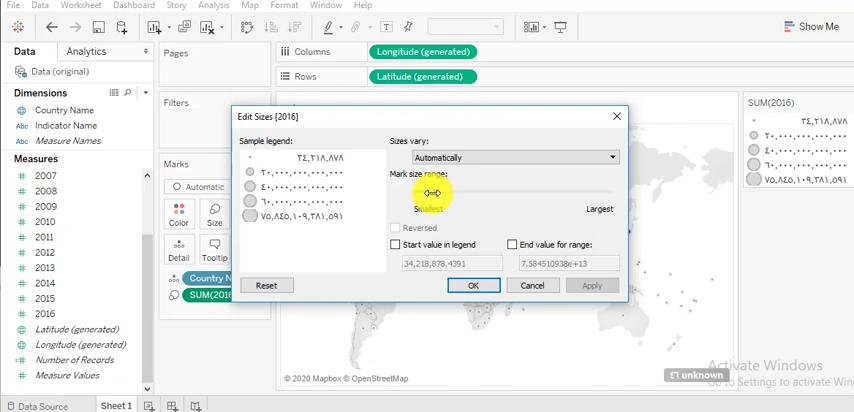 File Data Worksheet Dashboard Story Analysis Map Format Window Help
Show Me
Data Analytics
Pages
Columns Longitude (generated)
Data (original)
Rows Latitude (generated)
Dimensions
Filters
Country Name
Abc Indicator Name
Abc Measure Names
Measures
2007
2008
2009
2010
2011
2012
2013
2014
2015
2016
Latitude (generated)
Longitude (generated)
Number of Records
Measure Values
Marks
Automatic
Color Size
Detail Tooltip
Country N
SUM(2016
Edit Sizes [2016]
Sample legend:
٣٤,٢١٨,٨٧٨
٢٠,٠٠٠,٠٠٠,٠٠٠,٠٠٠
٤٠,٠٠٠,٠٠٠,٠٠٠,٠٠٠
٦٠,٠٠٠,٠٠٠,٠٠٠,٠٠٠
٧٥,٨٤٥,١٠٩,٣٨١,٥٩١
Sizes vary:
Automatically
Mark size range:
Smallest Largest
Reversed
Start value in legend End value for range:
34,218,878.4391 7.584510938e+13
Reset OK Cancel Apply
SUM(2016)
٣٤,٢١٨,٨٧٨
٢٠,٠٠٠,٠٠٠,٠٠٠,٠٠٠
٤٠,٠٠٠,٠٠٠,٠٠٠,٠٠٠
٦٠,٠٠٠,٠٠٠,٠٠٠,٠٠٠
٧٥,٨٤٥,١٠٩,٣٨١,٥٩١
© 2020 Mapbox © OpenStreetMap
unknown
Activate Windows
Go to Settings to activate Win
Data Source Sheet 1